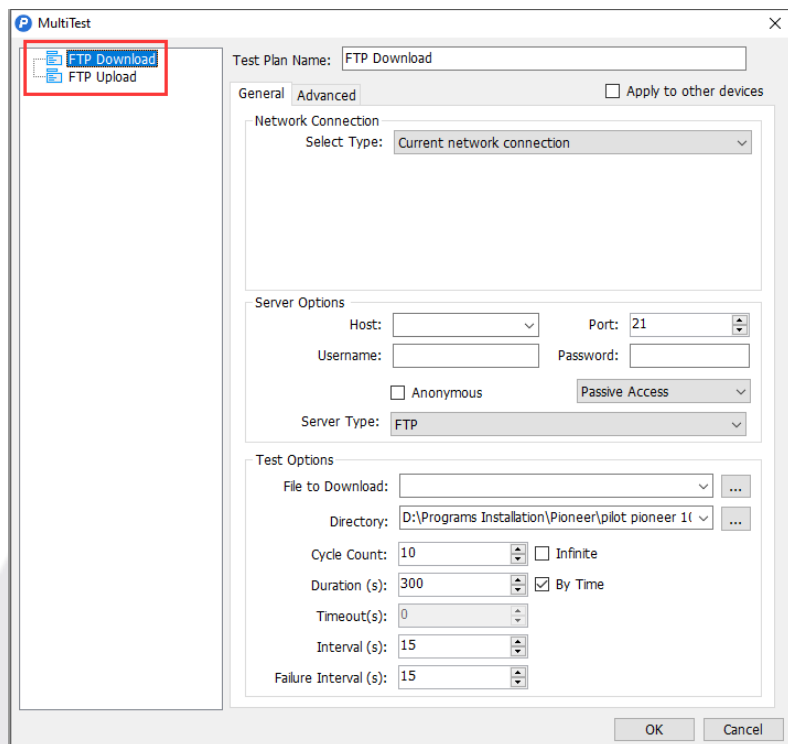 MultiTest
FTP Download
FTP Upload
Test Plan Name: FTP Download
General Advanced Apply to other devices
Network Connection
Select Type: Current network connection
Server Options
Host: Port: 21
Username: Password:
Anonymous Passive Access
Server Type: FTP
Test Options
File to Download: ...
Directory: D:\Programs Installation\Pioneer\pilot pioneer 10 ...
Cycle Count: 10 Infinite
Duration (s): 300 By Time
Timeout(s): 0
Interval (s): 15
Failure Interval (s): 15
OK Cancel